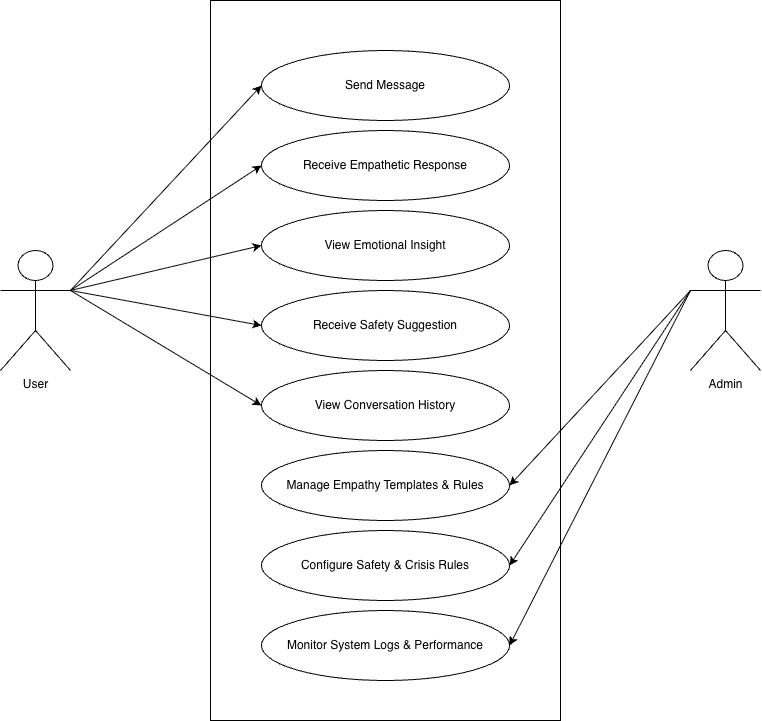 Send Message
Receive Empathetic Response
View Emotional Insight
Receive Safety Suggestion
User
Admin
View Conversation History
Manage Empathy Templates & Rules
Configure Safety & Crisis Rules
Monitor System Logs & Performance